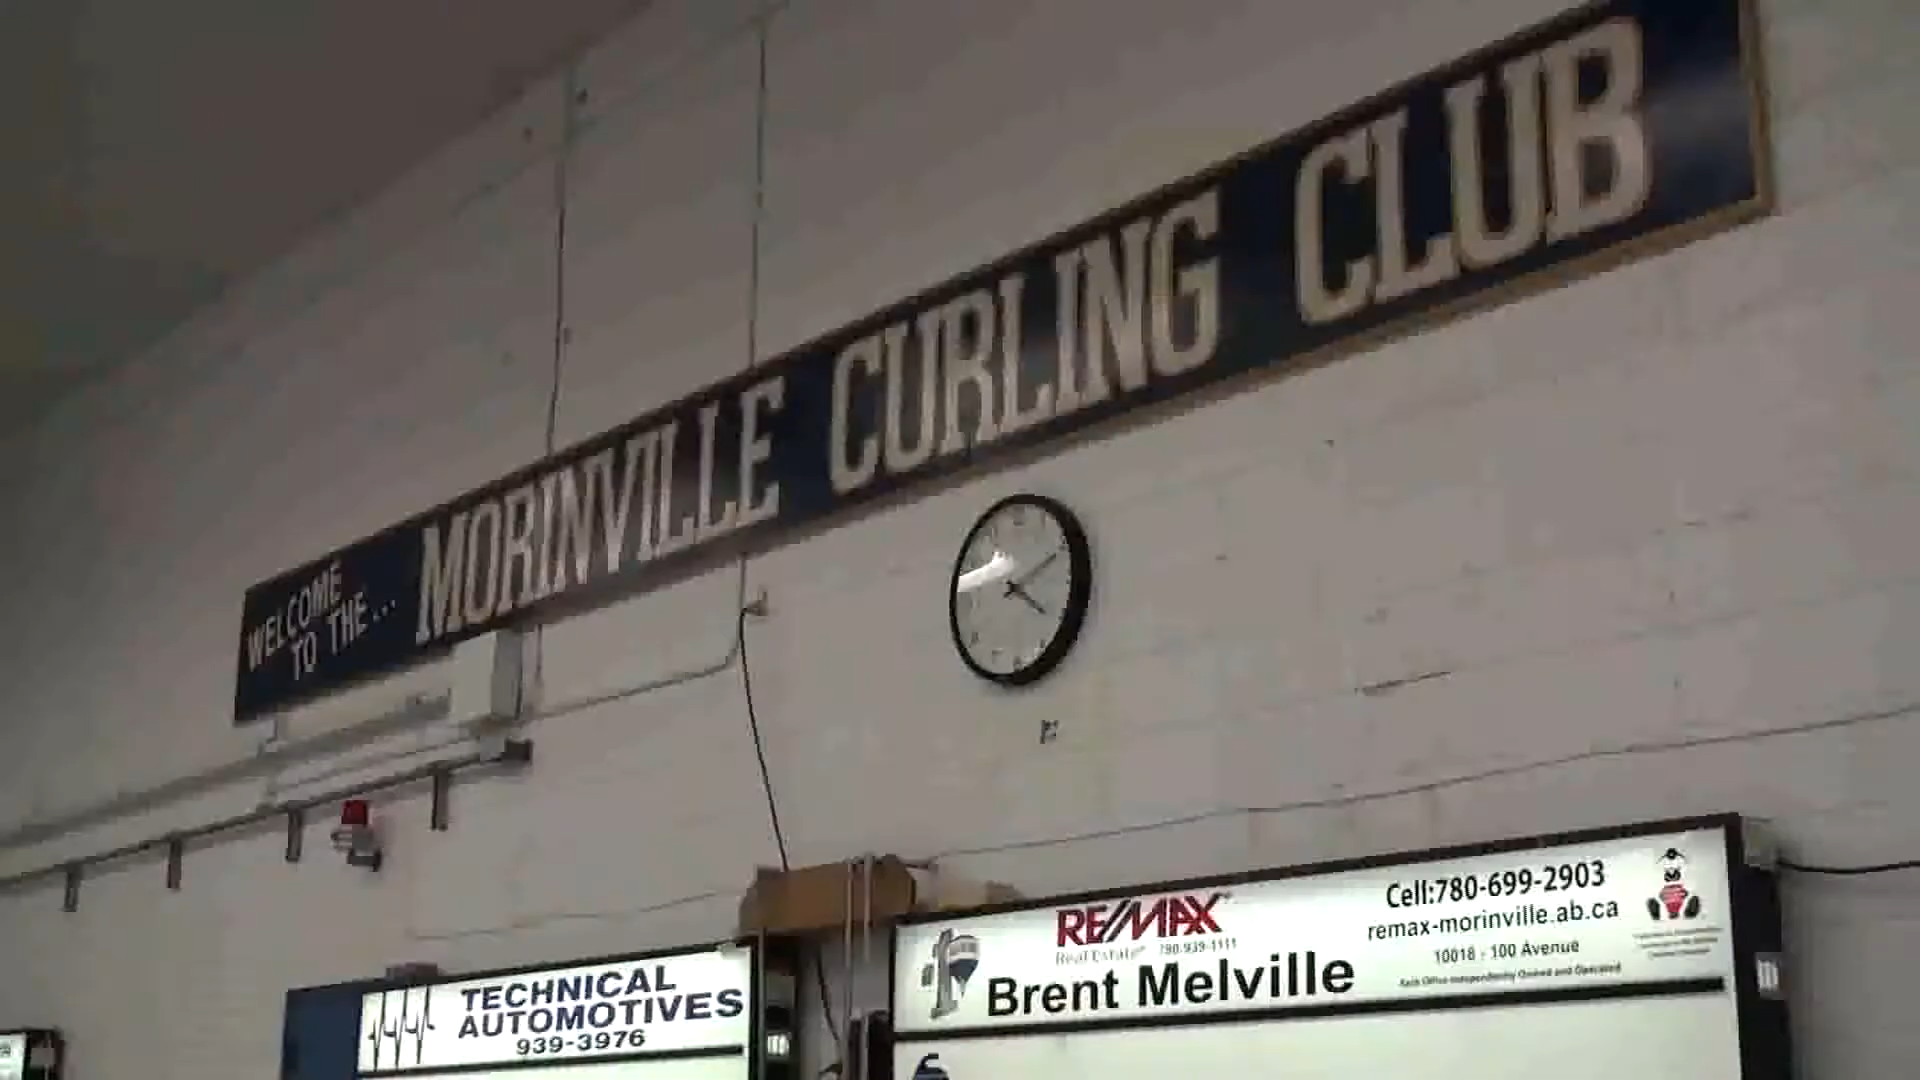 WELCOME
TO THE...
MORINVILLE CURLING CLUB
TECHNICAL
AUTOMOTIVES
939-3976
RE/MAX
Real Estate 780-939-1111
Brent Melville
Cell:780-699-2903
remax-morinville.ab.ca
10018 - 100 Avenue
Each Office Independently Owned and Operated